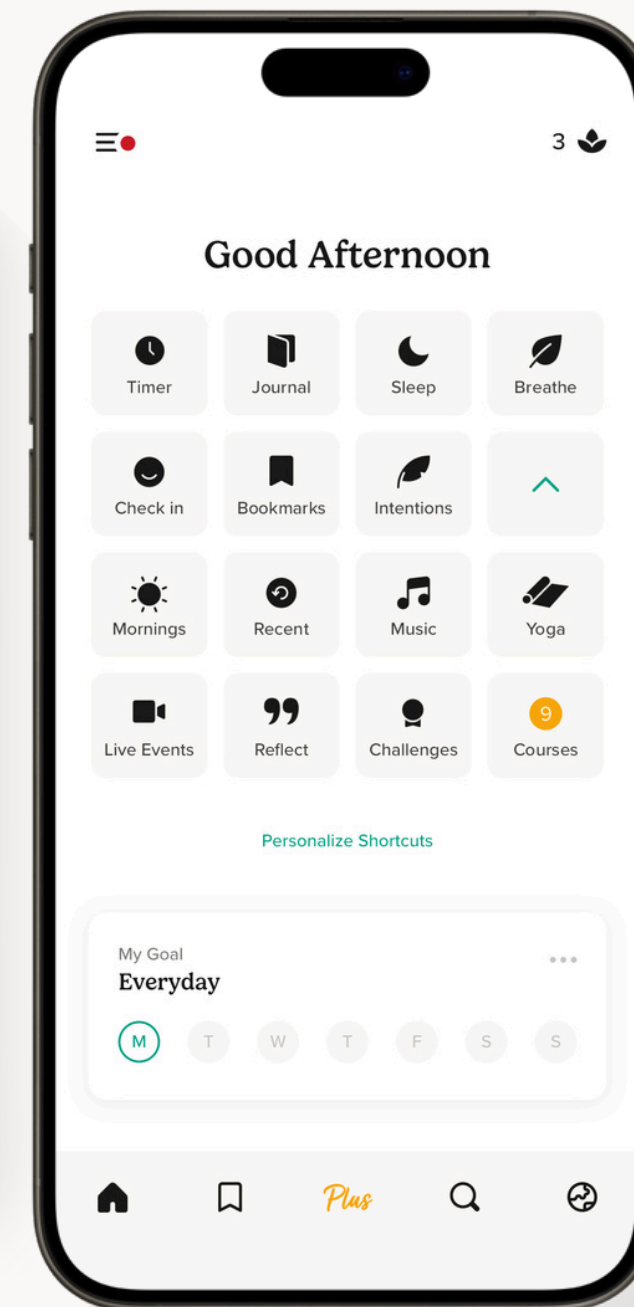 3
Good Afternoon
Timer Journal Sleep Breathe
Check in Bookmarks Intentions
Mornings Recent Music Yoga
9
Live Events Reflect Challenges Courses
Personalize Shortcuts
My Goal
Everyday
M T W T F S S
Plus